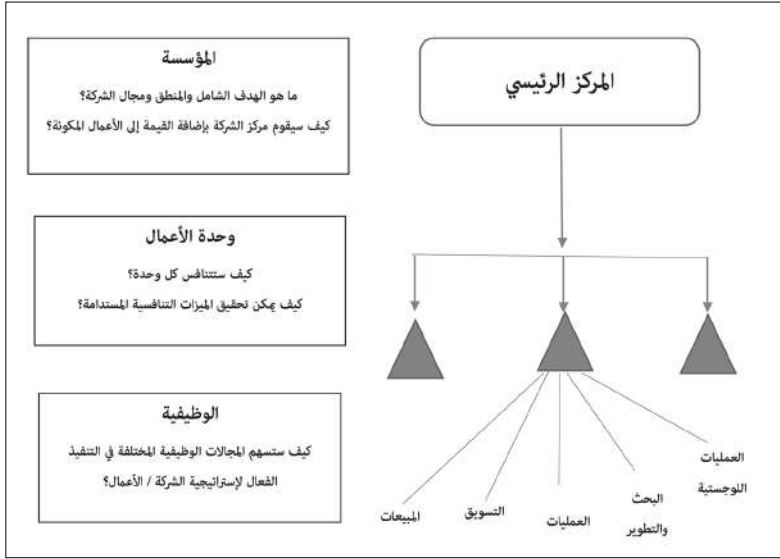 المؤسسة
ما هو الهدف الشامل والمنطق ومجال الشركة؟
كيف سيقوم مركز الشركة بإضافة القيمة إلى الأعمال المكونة؟
وحدة الأعمال
كيف ستتنافس كل وحدة؟
كيف يمكن تحقيق الميزات التنافسية المستدامة؟
الوظيفية
كيف ستسهم المجالات الوظيفية المختلفة في التنفيذ
الفعال لإستراتيجية الشركة / الأعمال؟
المركز الرئيسي
العمليات
اللوجستية
البحث
والتطوير
العمليات
التسويق
المبيعات